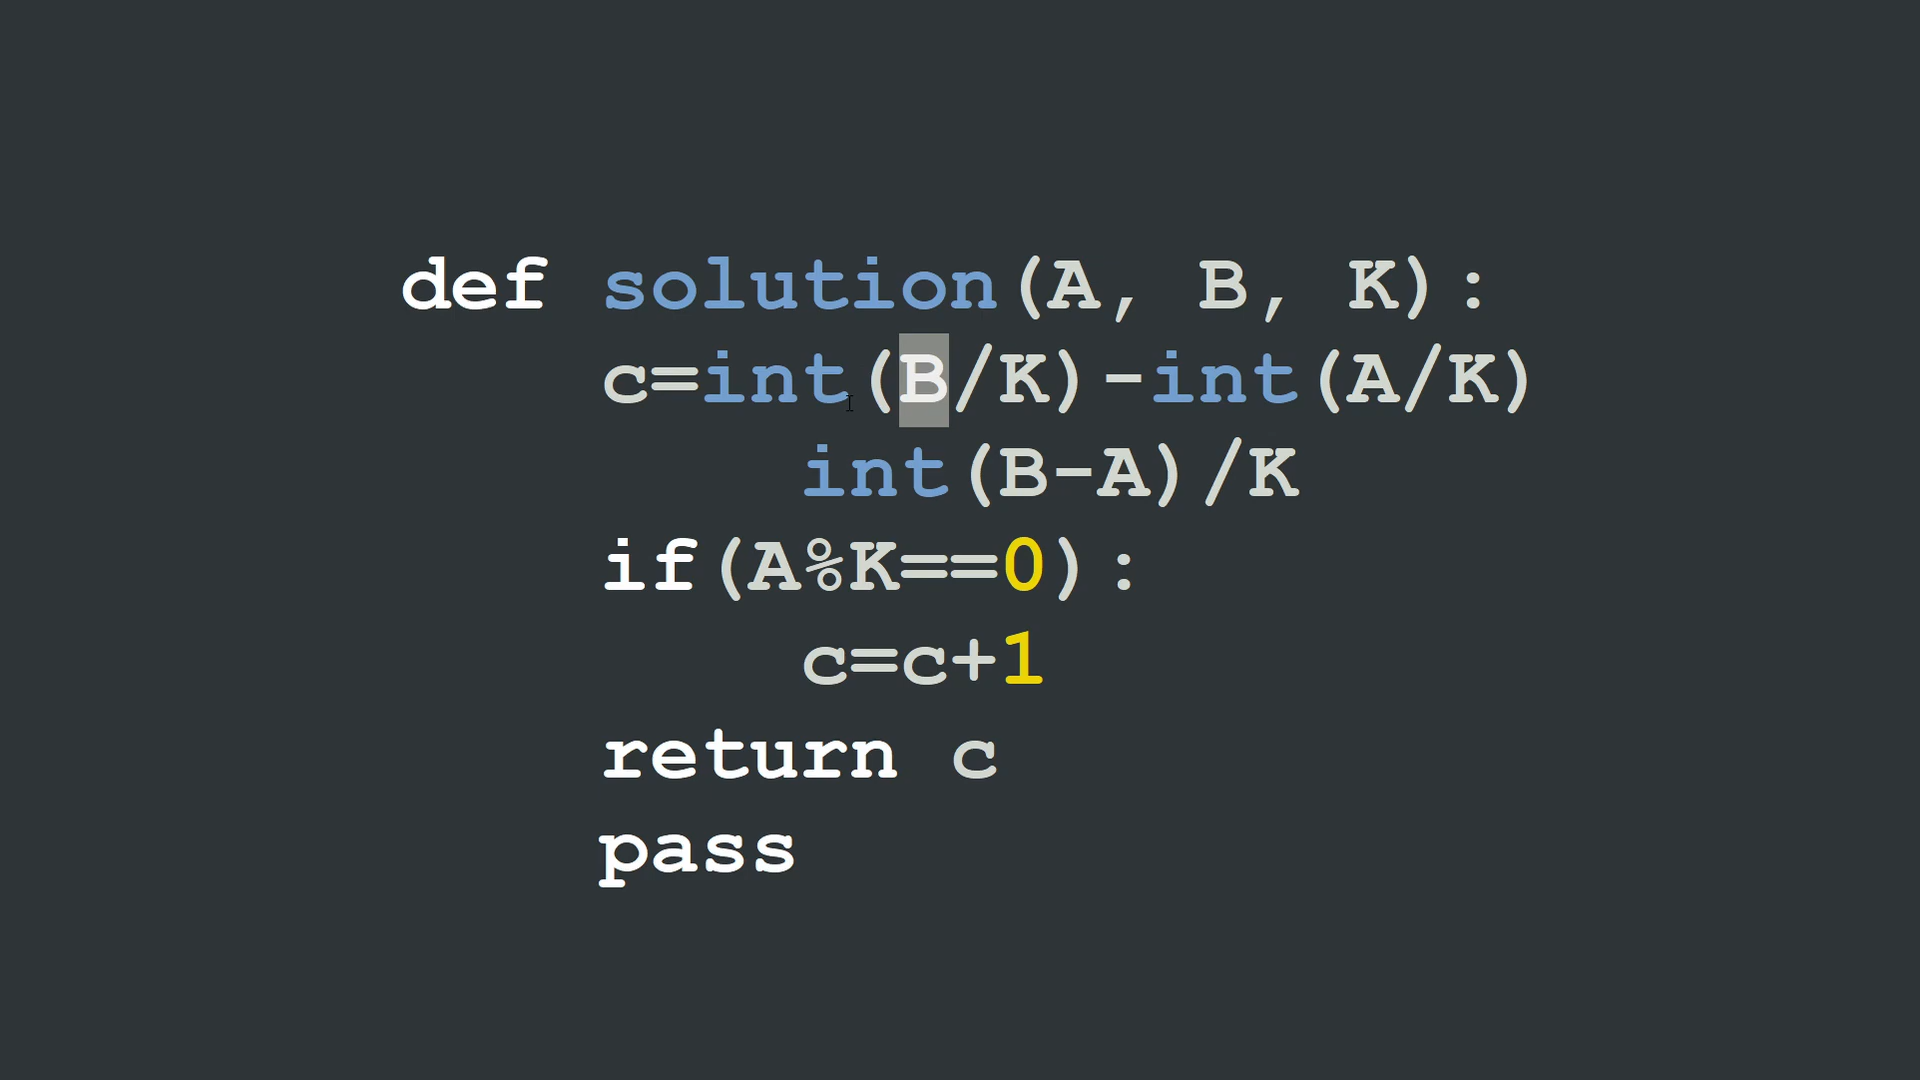 def solution(A, B, K):
    c=int(B/K)-int(A/K)
        int(B-A)/K
    if(A%K==0):
        c=c+1
    return c
    pass